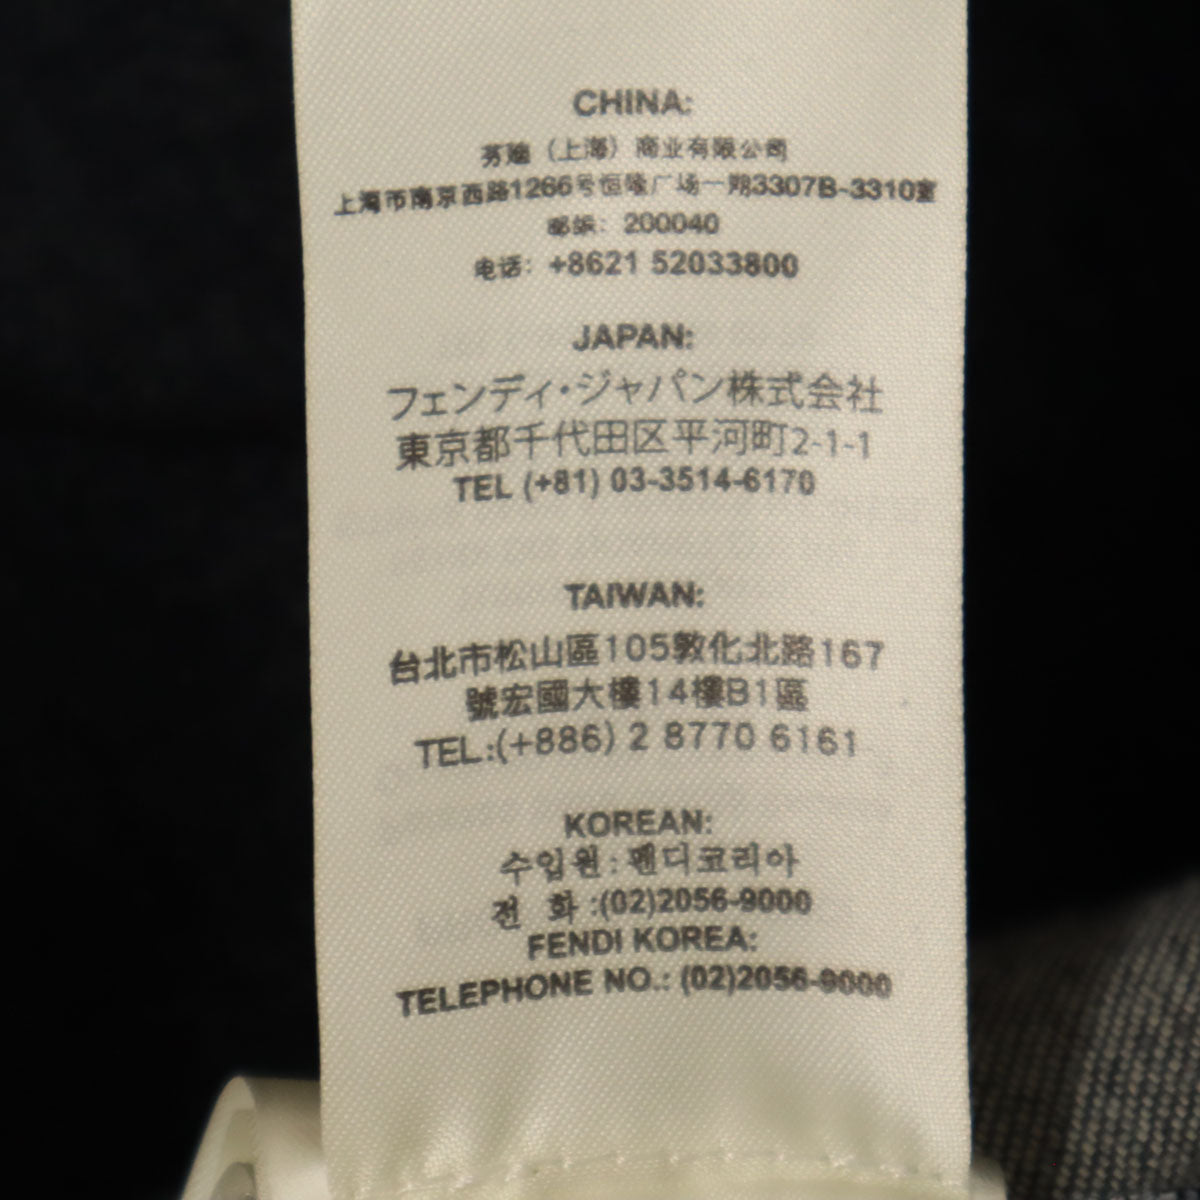 CHINA:
芬迪（上海）商业有限公司
上海市南京西路1266号恒隆广场一期3307B-3310室
邮编：200040
电话：+8621 52033800
JAPAN:
フェンディ・ジャパン株式会社
東京都千代田区平河町2-1-1
TEL (+81) 03-3514-6170
TAIWAN:
台北市松山區105敦化北路167
號宏國大樓14樓B1區
TEL:(+886) 2 8770 6161
KOREAN:
수입원:펜디코리아
전 화 :(02)2056-9000
FENDI KOREA:
TELEPHONE NO.: (02)2056-9000